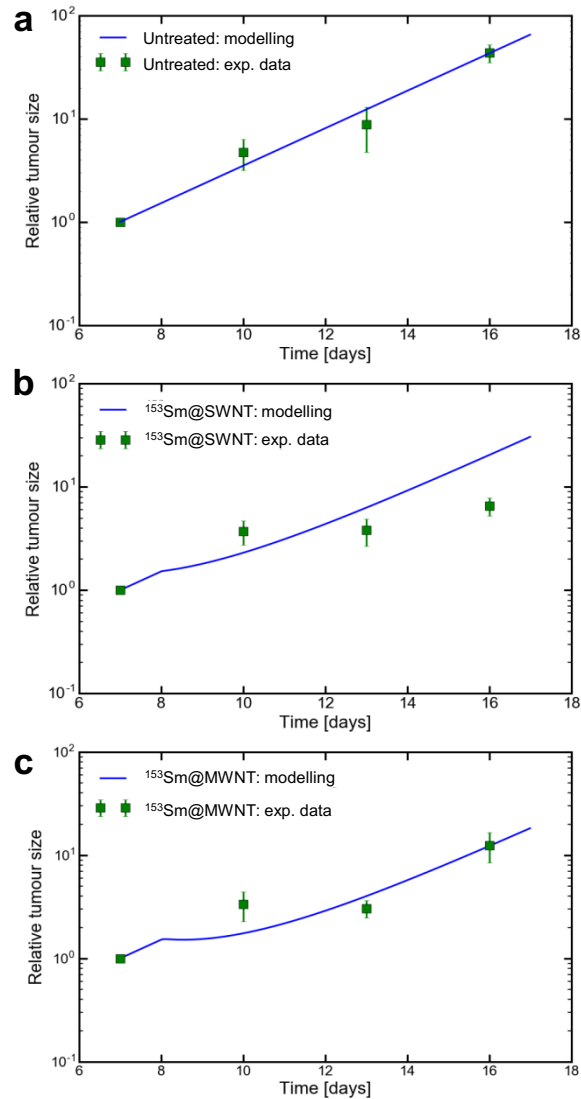 a
10²
Untreated: modelling
Untreated: exp. data
10¹
Relative tumour size
10⁰
10⁻¹
6 8 10 12 14 16 18
Time [days]
b
10²
¹⁵³Sm@SWNT: modelling
¹⁵³Sm@SWNT: exp. data
10¹
Relative tumour size
10⁰
10⁻¹
6 8 10 12 14 16 18
Time [days]
c
10²
¹⁵³Sm@MWNT: modelling
¹⁵³Sm@MWNT: exp. data
10¹
Relative tumour size
10⁰
10⁻¹
6 8 10 12 14 16 18
Time [days]